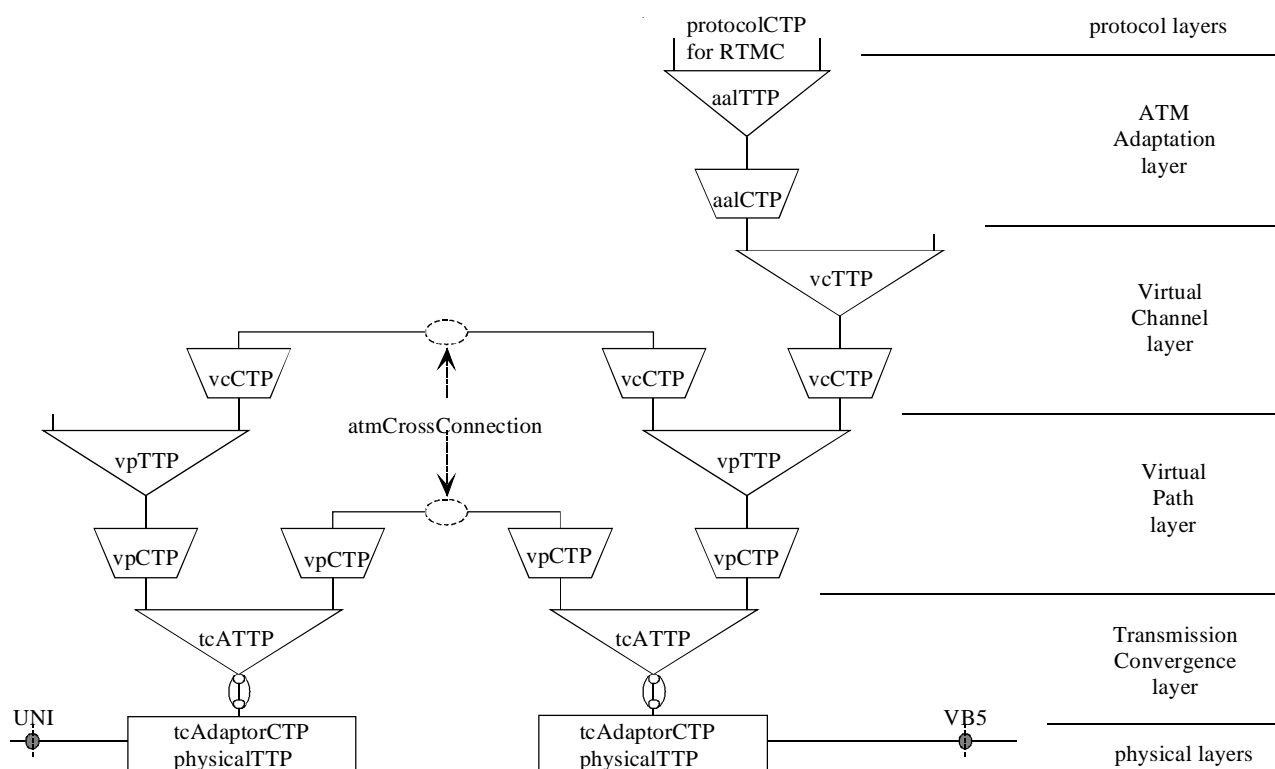 protocolCTP
for RTMC
protocol layers
aalTTP
ATM
Adaptation
layer
aalCTP
vcTTP
Virtual
Channel
layer
vcCTP
vcCTP
vcCTP
atmCrossConnection
vpTTP
vpTTP
Virtual
Path
layer
vpCTP
vpCTP
vpCTP
vpCTP
tcATTP
tcATTP
Transmission
Convergence
layer
UNI
tcAdaptorCTP
physicalTTP
tcAdaptorCTP
physicalTTP
VB5
physical layers